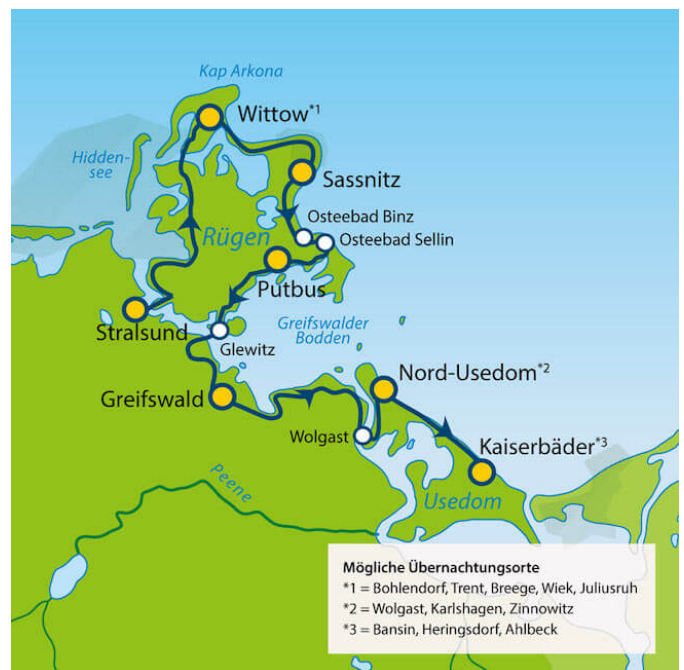 Kap Arkona
Wittow*1
Hidden-
see
Sassnitz
Osteebad Binz
Rügen
Osteebad Sellin
Putbus
Stralsund
Greifswalder
Bodden
Glewitz
Nord-Usedom*2
Greifswald
Wolgast
Kaiserbäder*3
Peene
Usedom
Mögliche Übernachtungsorte
*1 = Bohlendorf, Trent, Breege, Wiek, Juliusruh
*2 = Wolgast, Karlshagen, Zinnowitz
*3 = Bansin, Heringsdorf, Ahlbeck